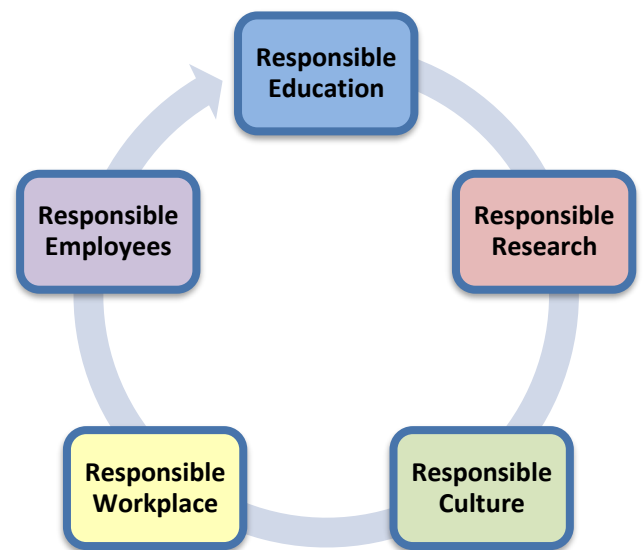 Responsible
Education
Responsible
Research
Responsible
Culture
Responsible
Workplace
Responsible
Employees